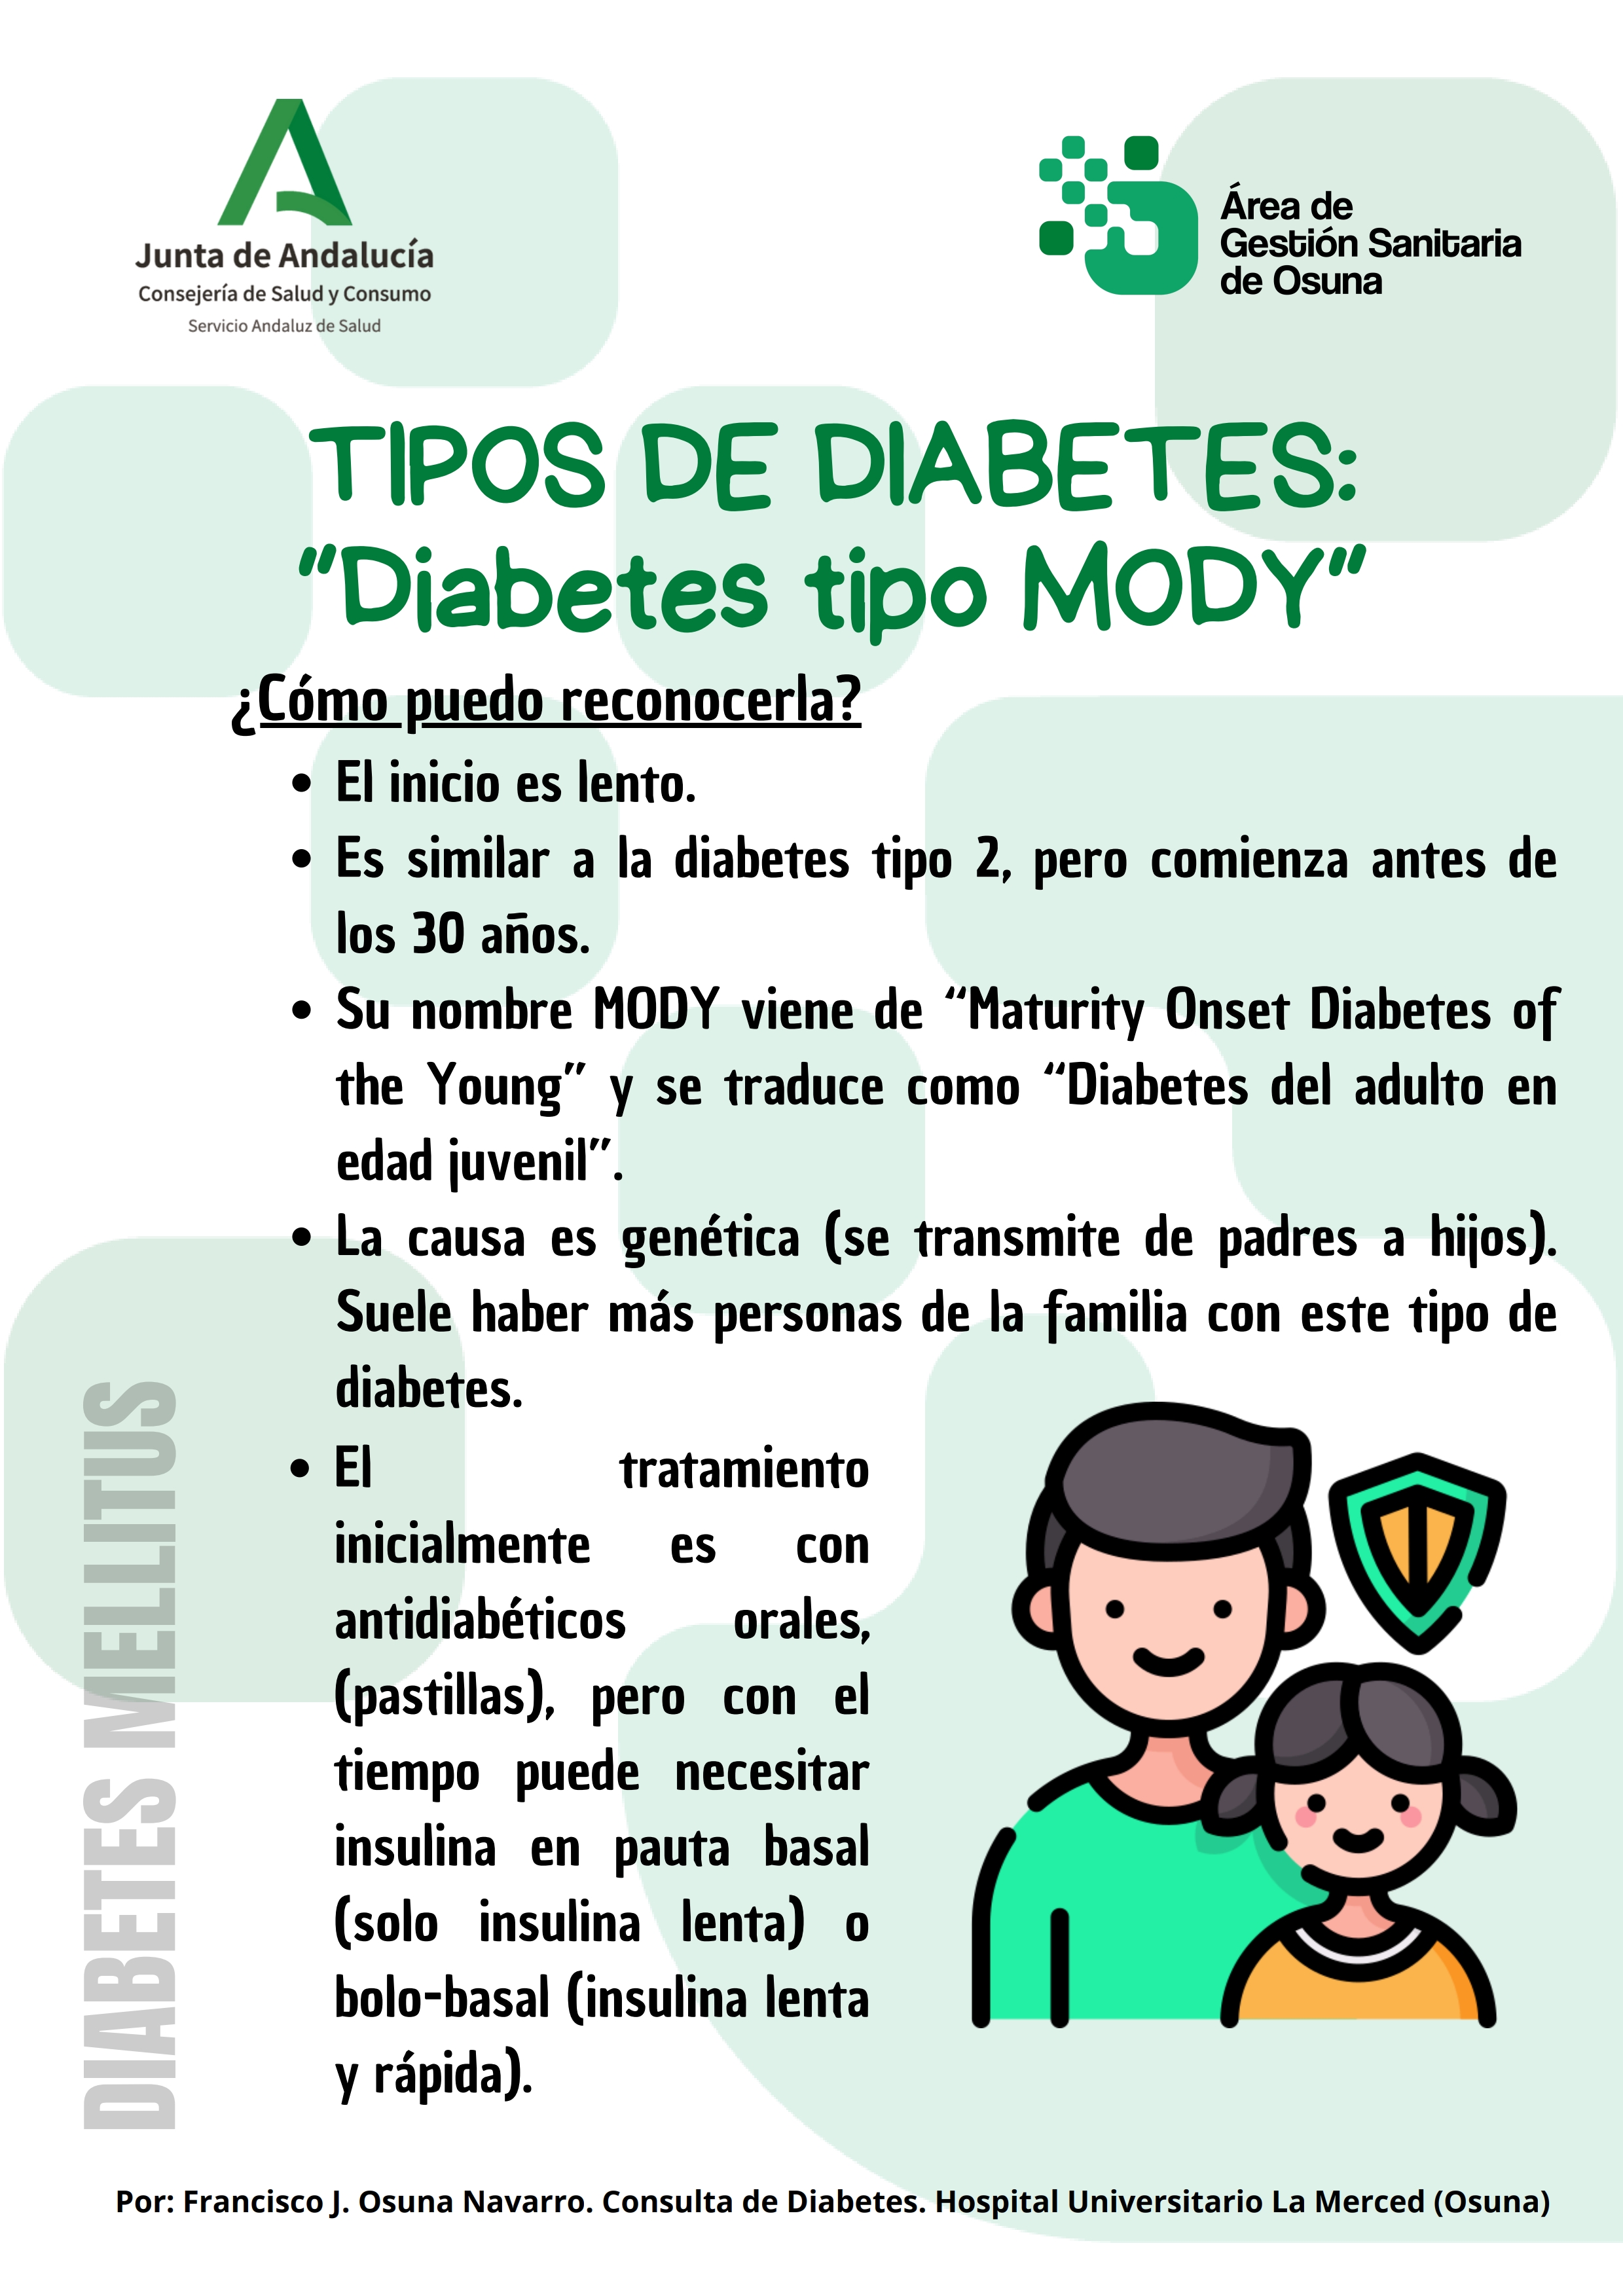 Junta de Andalucía
Consejería de Salud y Consumo
Servicio Andaluz de Salud
Área de
Gestión Sanitaria
de Osuna
TIPOS DE DIABETES:
“Diabetes tipo MODY”
¿Cómo puedo reconocerla?
• El inicio es lento.
• Es similar a la diabetes tipo 2, pero comienza antes de
los 30 años.
• Su nombre MODY viene de “Maturity Onset Diabetes of
the Young” y se traduce como “Diabetes del adulto en
edad juvenil”.
• La causa es genética (se transmite de padres a hijos).
Suele haber más personas de la familia con este tipo de
diabetes.
• El tratamiento
inicialmente es con
antidiabéticos orales,
(pastillas), pero con el
tiempo puede necesitar
insulina en pauta basal
(solo insulina lenta) o
bolo-basal (insulina lenta
y rápida).
DIABETES MELLITUS
Por: Francisco J. Osuna Navarro. Consulta de Diabetes. Hospital Universitario La Merced (Osuna)